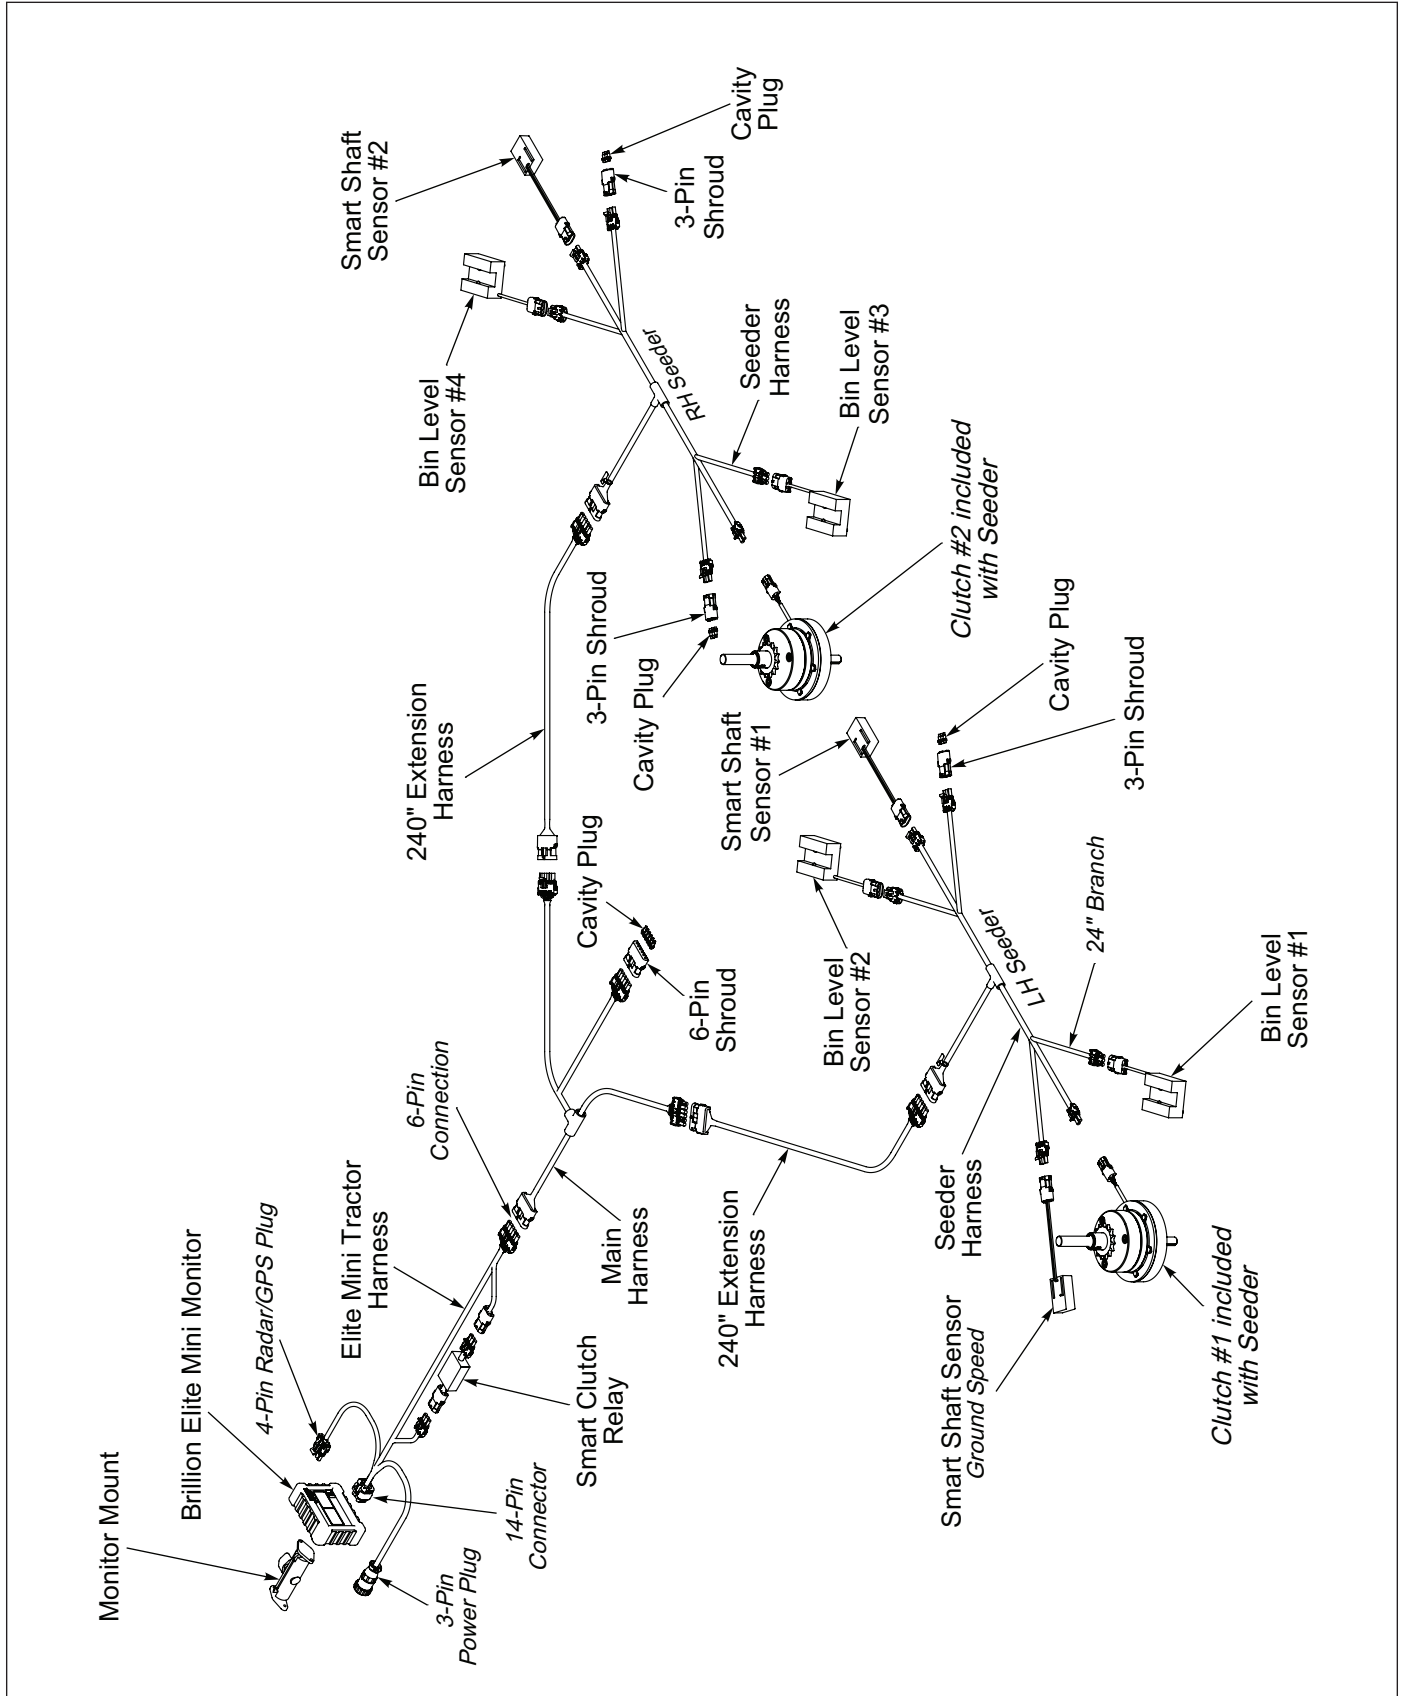 Monitor Mount
Brillion Elite Mini Monitor
4-Pin Radar/GPS Plug
Elite Mini Tractor
Harness
6-Pin
Connection
Cavity Plug
240" Extension
Harness
Bin Level
Sensor #4
Smart Shaft
Sensor #2
3-Pin
Power Plug
14-Pin
Connector
Smart Clutch
Relay
Main
Harness
6-Pin
Shroud
3-Pin Shroud
Cavity Plug
RH Seeder
3-Pin
Shroud
Cavity
Plug
Seeder
Harness
Bin Level
Sensor #3
Clutch #2 included
with Seeder
240" Extension
Harness
Bin Level
Sensor #2
Smart Shaft
Sensor #1
Cavity Plug
3-Pin Shroud
LH Seeder
24" Branch
Smart Shaft Sensor
Ground Speed
Seeder
Harness
Clutch #1 included
with Seeder
Bin Level
Sensor #1